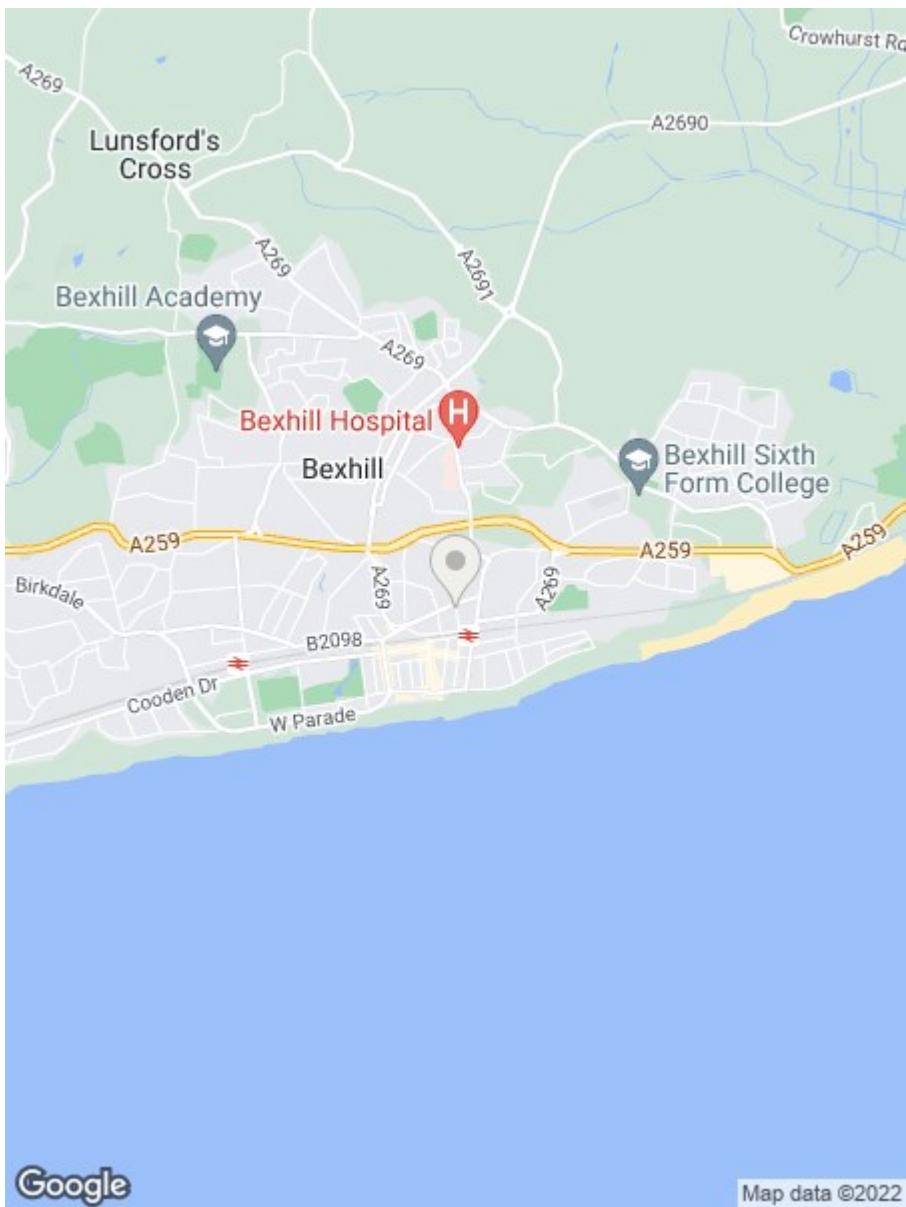 Crowhurst Rd
A269
A2690
Lunsford's
Cross
A269
A2691
Bexhill Academy
A269
Bexhill Hospital
H
Bexhill
Bexhill Sixth
Form College
A259
A259
A259
Birkdale
A269
A269
B2098
Cooden Dr
W Parade
Google
Map data ©2022